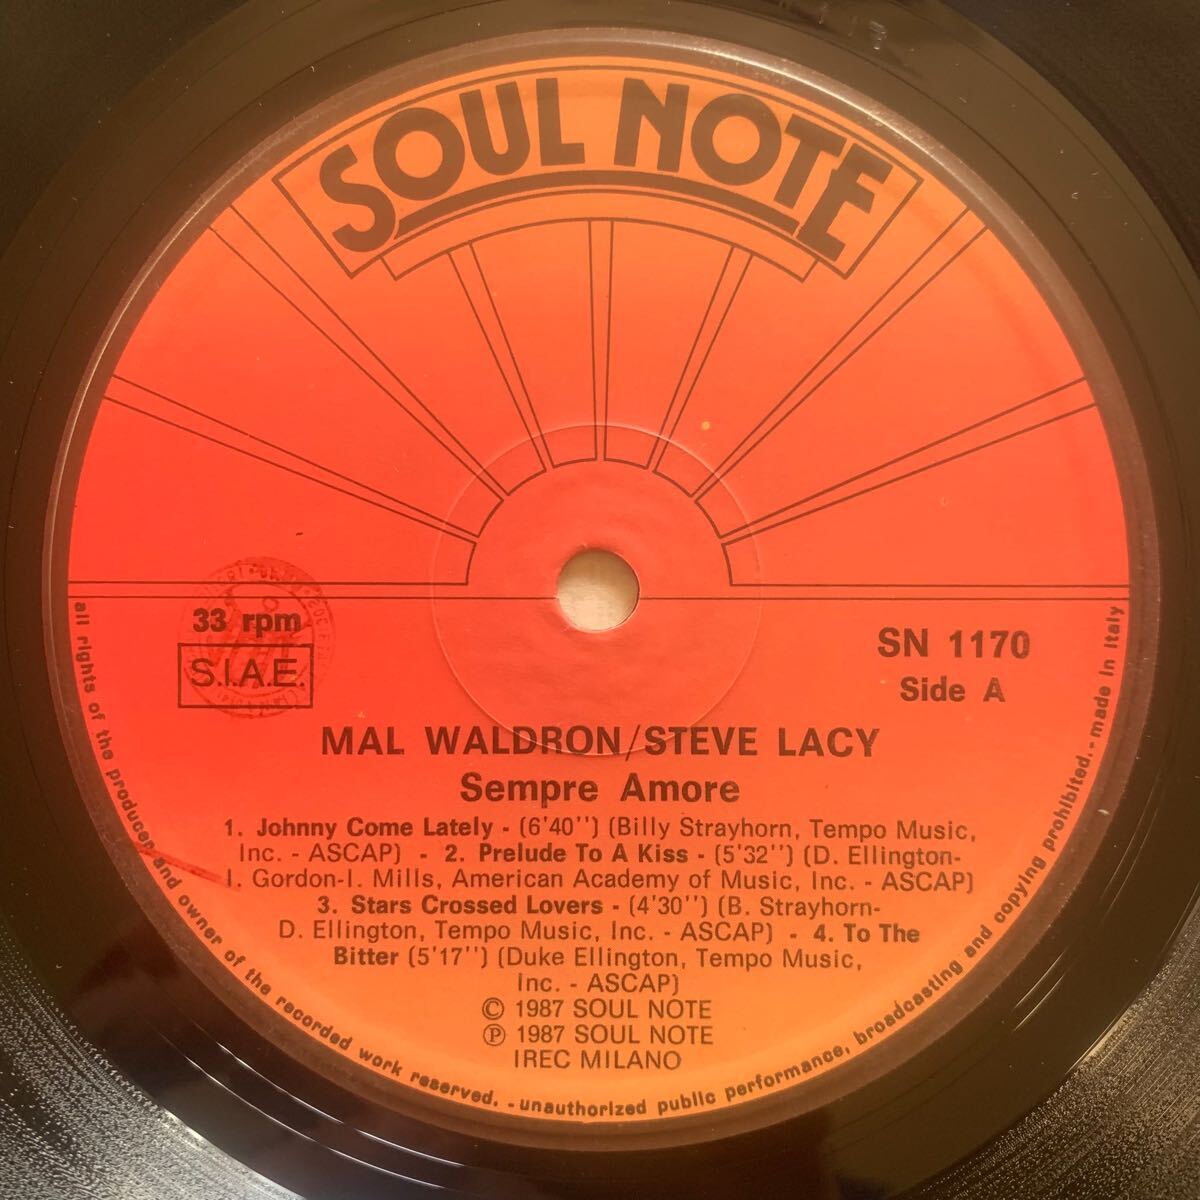 SOUL NOTE
33 rpm
S.I.A.E.
SN 1170
Side A
MAL WALDRON/STEVE LACY
Sempre Amore
1. Johnny Come Lately - (6'40'') (Billy Strayhorn, Tempo Music,
Inc. - ASCAP) - 2. Prelude To A Kiss - (5'32'') (D. Ellington-
I. Gordon-I. Mills, American Academy of Music, Inc. - ASCAP)
3. Stars Crossed Lovers - (4'30'') (B. Strayhorn-
D. Ellington, Tempo Music, Inc. - ASCAP) - 4. To The
Bitter (5'17'') (Duke Ellington, Tempo Music,
Inc. - ASCAP)
© 1987 SOUL NOTE
℗ 1987 SOUL NOTE
IREC MILANO
all rights of the producer and owner of the recorded work reserved. - unauthorized public performance, broadcasting and copying prohibited. - made in Italy